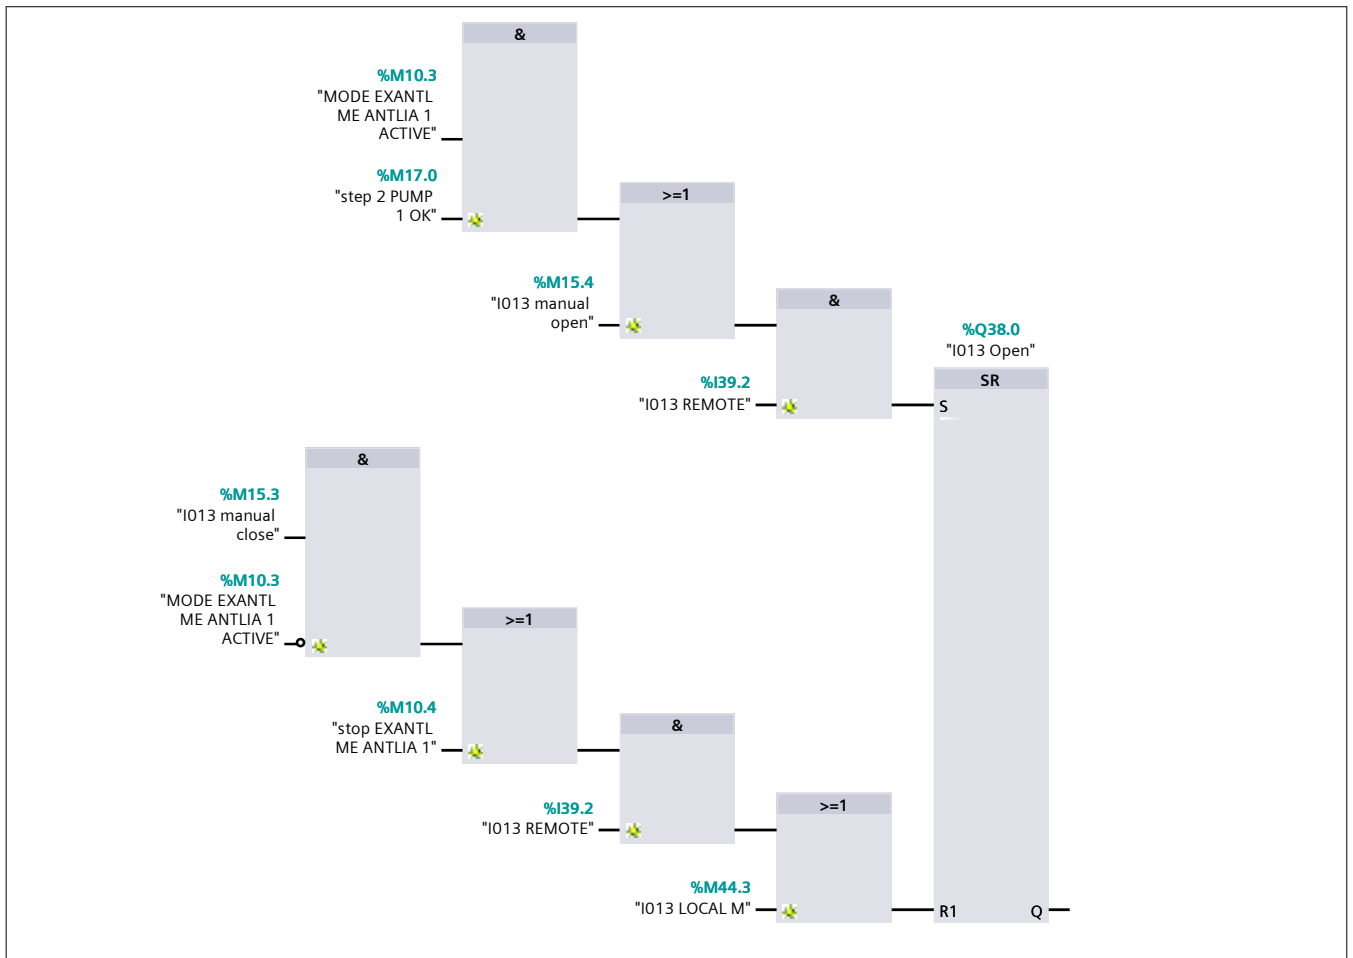 &
%M10.3
"MODE EXANTL
ME ANTLIA 1
ACTIVE"
%M17.0
"step 2 PUMP
1 OK"
>=1
%M15.4
"I013 manual
open"
&
%Q38.0
"I013 Open"
SR
%I39.2
"I013 REMOTE"
S
&
%M15.3
"I013 manual
close"
%M10.3
"MODE EXANTL
ME ANTLIA 1
ACTIVE"
>=1
%M10.4
"stop EXANTL
ME ANTLIA 1"
&
%I39.2
"I013 REMOTE"
>=1
%M44.3
"I013 LOCAL M"
R1 Q